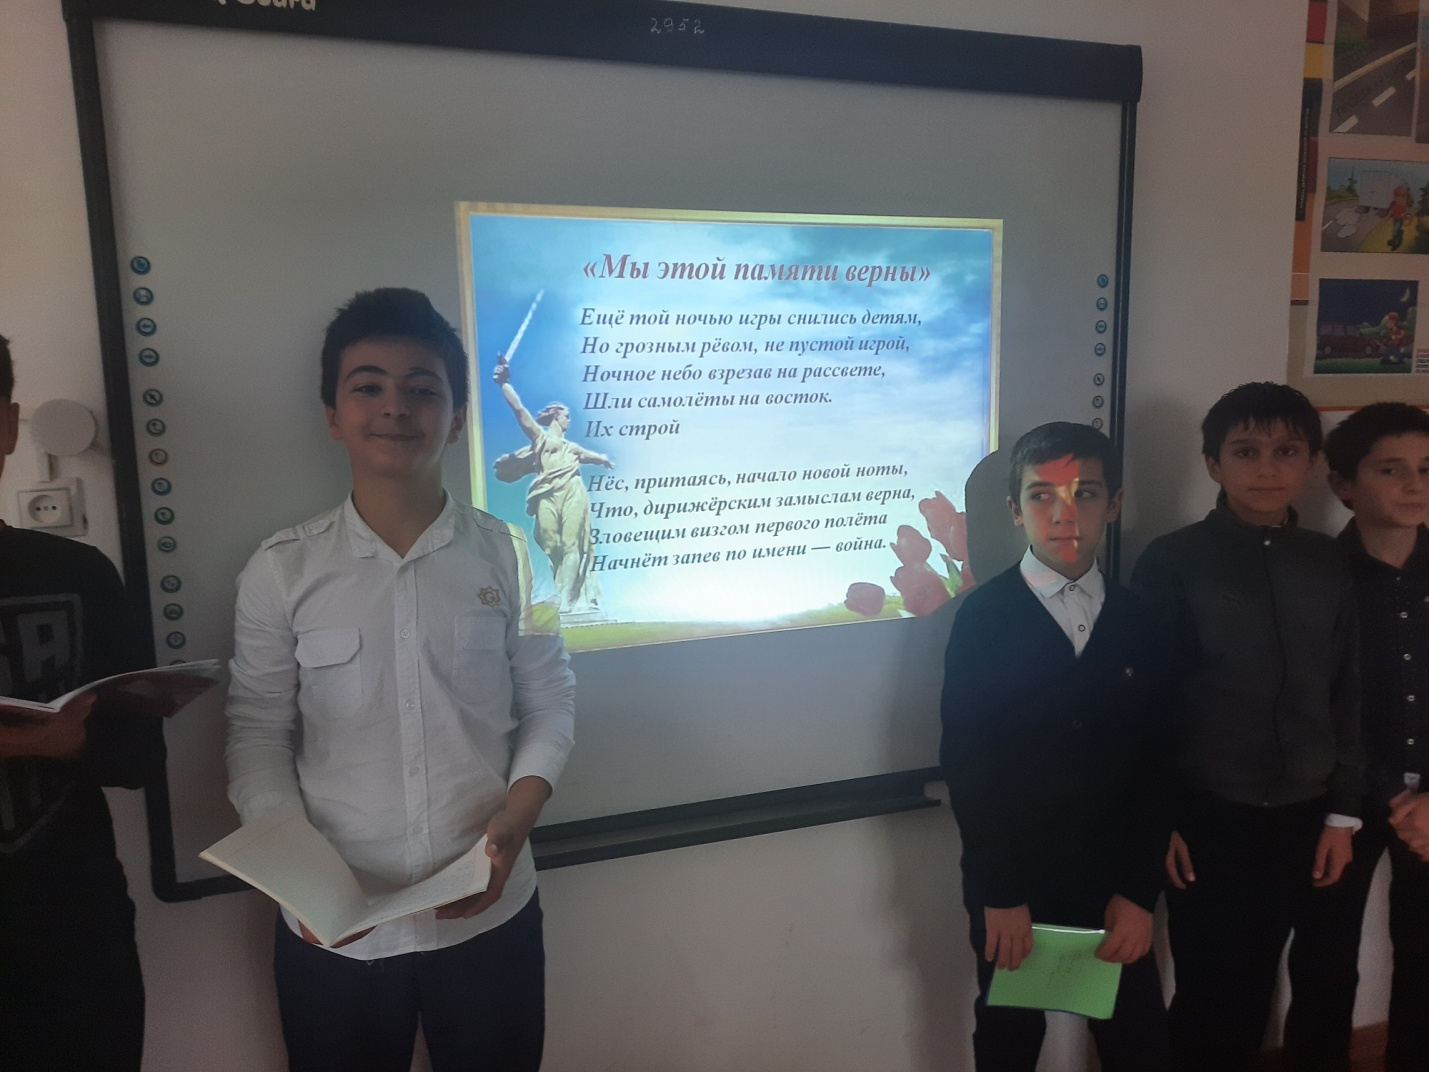 2952
«Мы этой памяти верны»
Ещё той ночью игры снились детям,
Но грозным рёвом, не пустой игрой,
Ночное небо взрезав на рассвете,
Шли самолёты на восток.
Их строй
Нёс, притаясь, начало новой ноты,
Что, дирижёрским замыслам верна,
Зловещим визгом первого полёта
Начнёт запев по имени — война.